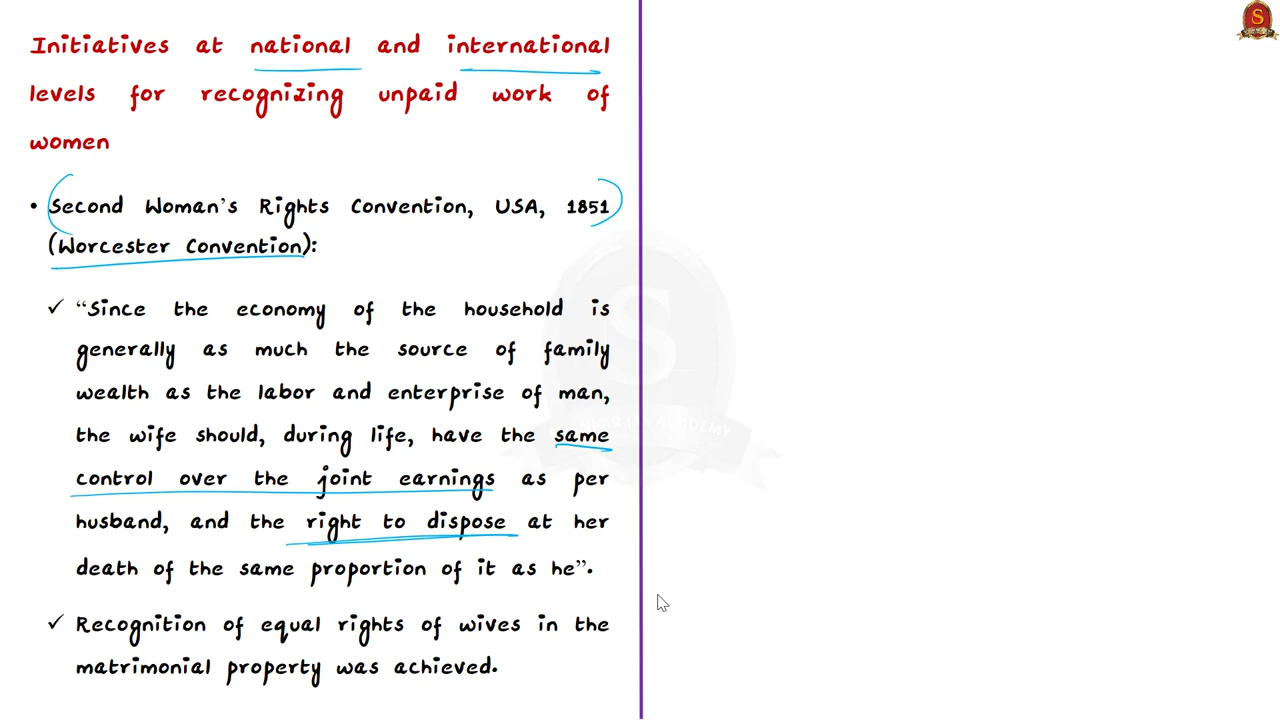 Initiatives at national and international
levels for recognizing unpaid work of
women
• Second Woman's Rights Convention, USA, 1851
(Worcester Convention):
✓ “Since the economy of the household is
generally as much the source of family
wealth as the labor and enterprise of man,
the wife should, during life, have the same
control over the joint earnings as per
husband, and the right to dispose at her
death of the same proportion of it as he”.
✓ Recognition of equal rights of wives in the
matrimonial property was achieved.
S
S